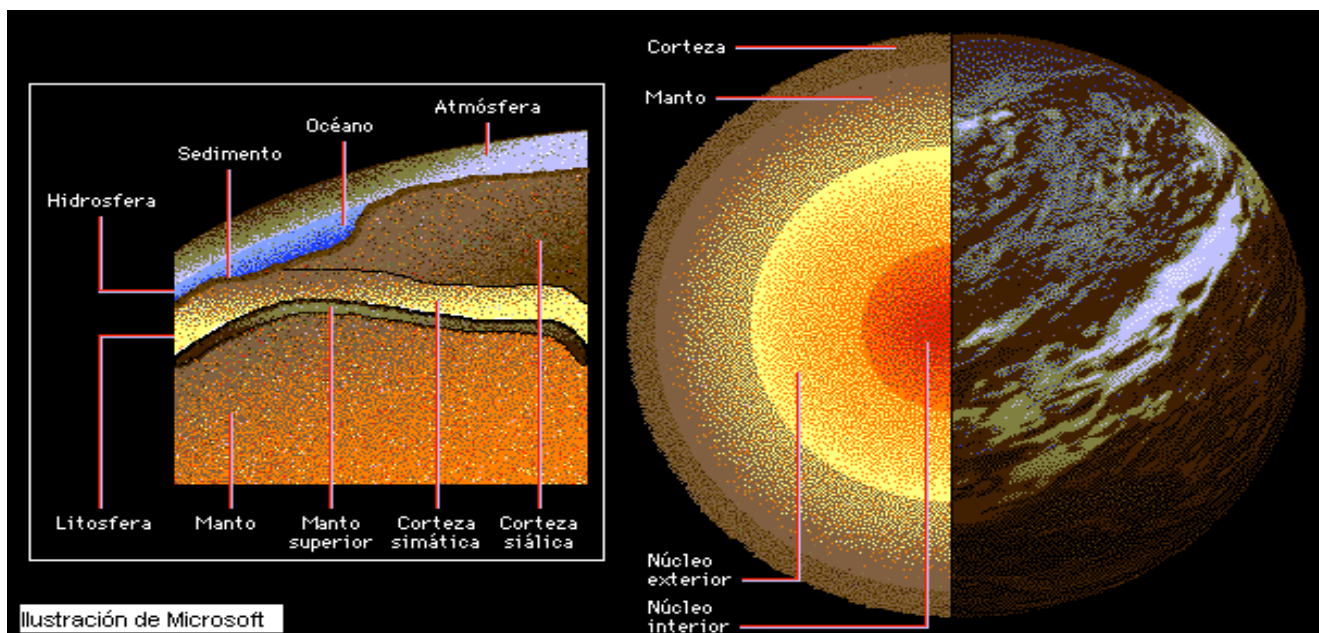 Atmósfera
Océano
Sedimento
Hidrosfera
Litosfera
Manto
Manto
superior
Corteza
simática
Corteza
siálica
Corteza
Manto
Núcleo
exterior
Núcleo
interior
Ilustración de Microsoft